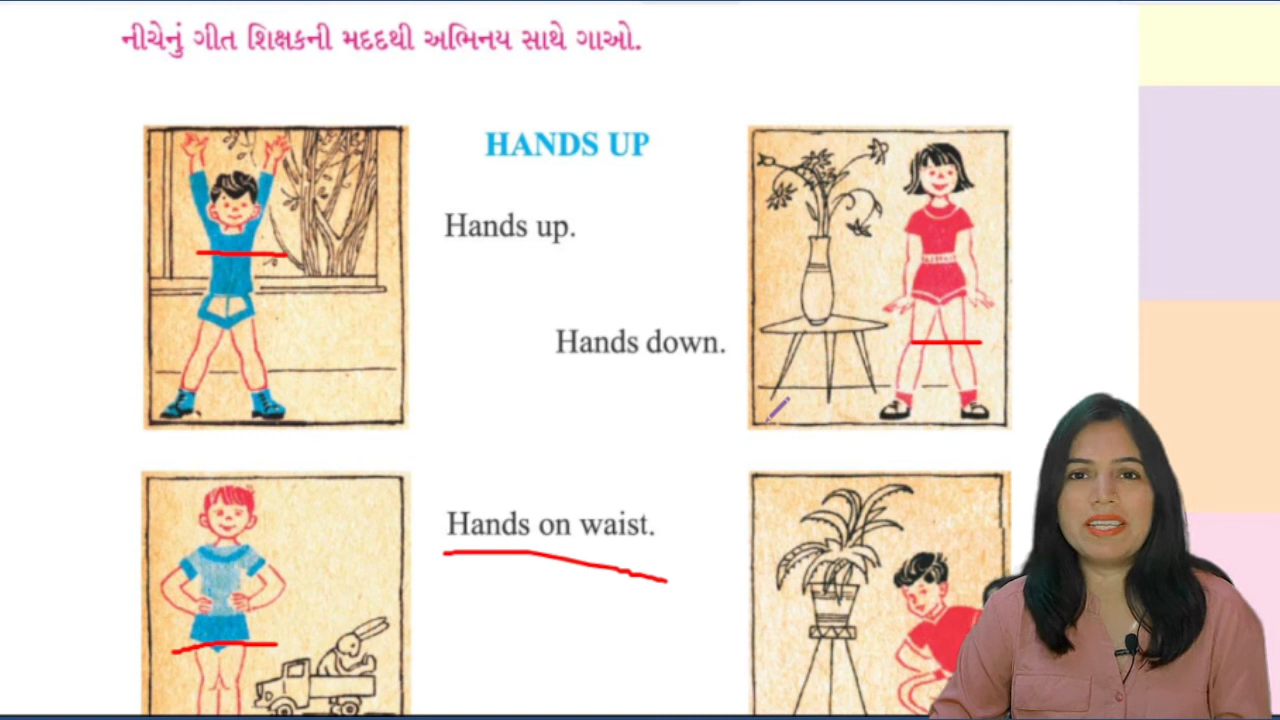 નીચેનું ગીત શિક્ષકની મદદથી અભિનય સાથે ગાઓ.
HANDS UP
Hands up.
Hands down.
Hands on waist.